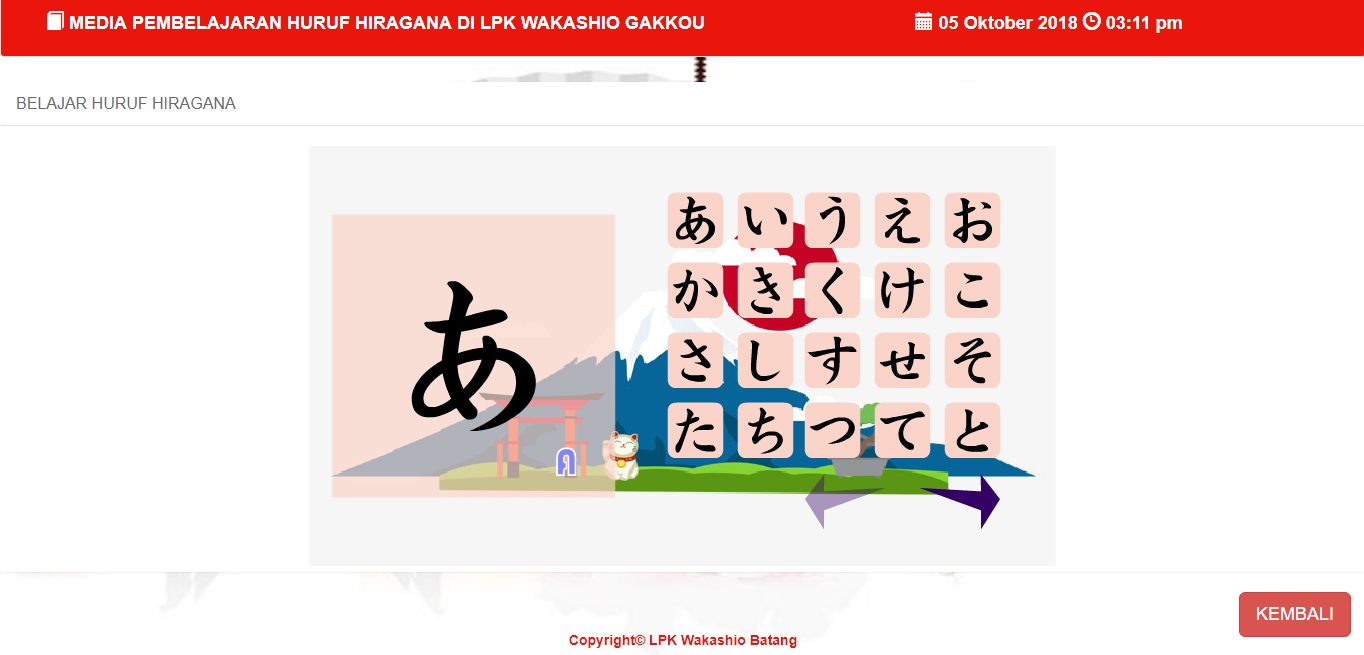 MEDIA PEMBELAJARAN HURUF HIRAGANA DI LPK WAKASHIO GAKKOU
05 Oktober 2018 03:11 pm
BELAJAR HURUF HIRAGANA
あ
a
あ い う え お
か き く け こ
さ し す せ そ
た ち つ て と
KEMBALI
Copyright© LPK Wakashio Batang